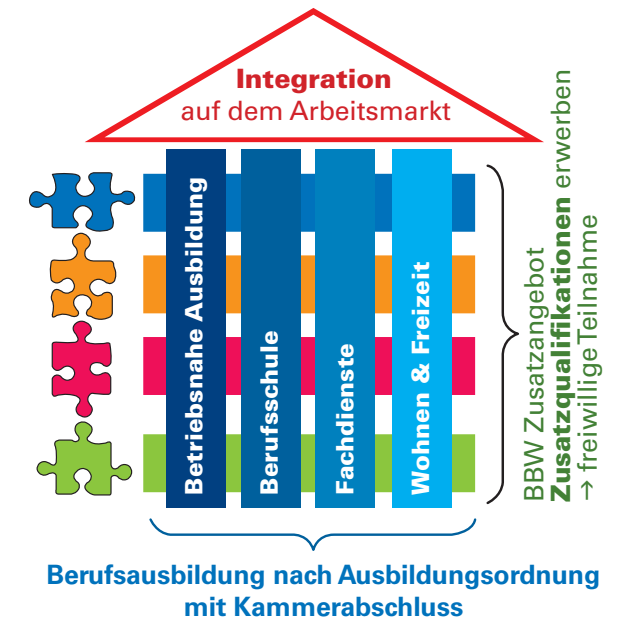 Integration
auf dem Arbeitsmarkt
Betriebsnahe Ausbildung
Berufsschule
Fachdienste
Wohnen & Freizeit
BBW Zusatzangebot
Zusatzqualifikationen erwerben
→ freiwillige Teilnahme
Berufsausbildung nach Ausbildungsordnung
mit Kammerabschluss